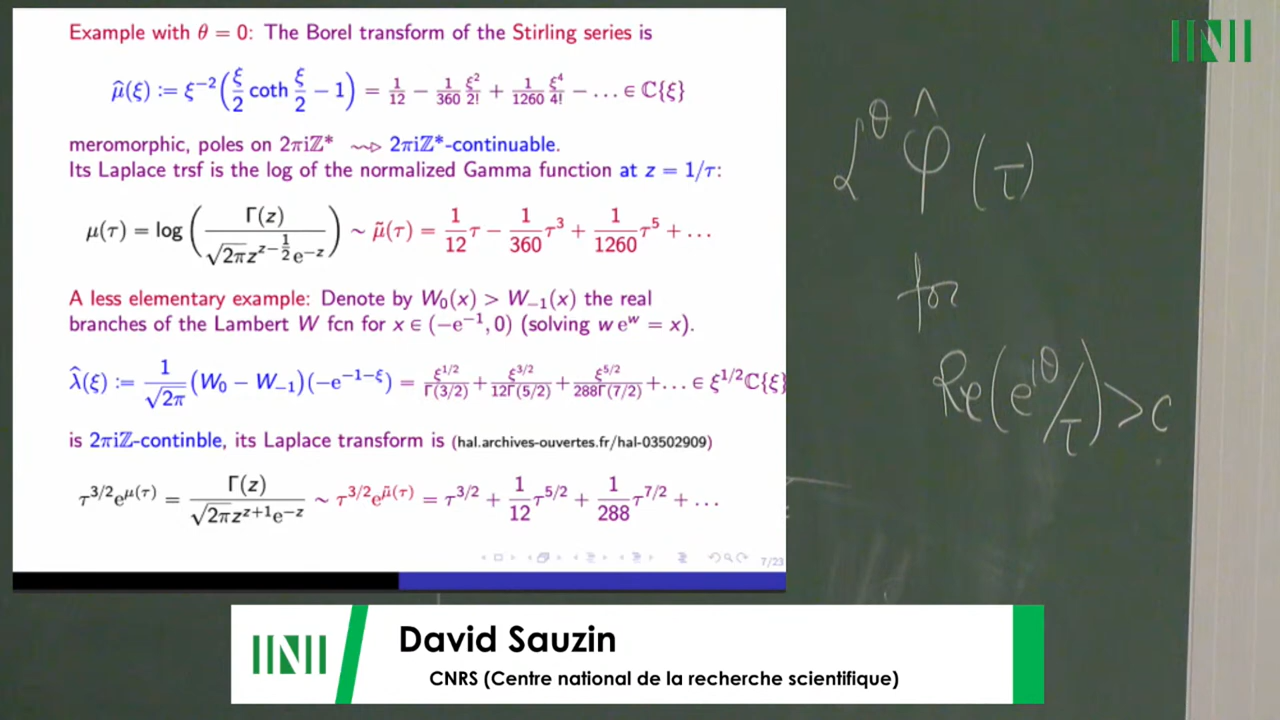 Example with θ = 0: The Borel transform of the Stirling series is
μ̂(ξ) := ξ⁻²(ξ/2 coth ξ/2 − 1) = 1/12 − 1/360 ξ²/2! + 1/1260 ξ⁴/4! − … ∈ ℂ{ξ}
meromorphic, poles on 2πiℤ* ⇝ 2πiℤ*-continuable.
Its Laplace trsf is the log of the normalized Gamma function at z = 1/τ:
μ(τ) = log( Γ(z) / √2π z^{z−1/2} e^{−z} ) ∼ μ̃(τ) = 1/12 τ − 1/360 τ³ + 1/1260 τ⁵ + …
A less elementary example: Denote by W₀(x) > W₋₁(x) the real
branches of the Lambert W fcn for x ∈ (−e⁻¹, 0) (solving w eʷ = x).
λ̂(ξ) := 1/√2π (W₀ − W₋₁)(−e^{−1−ξ}) = ξ^{1/2}/Γ(3/2) + ξ^{3/2}/12Γ(5/2) + ξ^{5/2}/288Γ(7/2) + … ∈ ξ^{1/2}ℂ{ξ}
is 2πiℤ-continble, its Laplace transform is (hal.archives-ouvertes.fr/hal-03502909)
τ^{3/2}e^{μ(τ)} = Γ(z) / √2π z^{z+1} e^{−z} ∼ τ^{3/2}e^{μ̃(τ)} = τ^{3/2} + 1/12 τ^{5/2} + 1/288 τ^{7/2} + …
7/23
ℒ^θ φ̂ (τ)
for
Re(e^{iθ}/τ) > c
David Sauzin
CNRS (Centre national de la recherche scientifique)